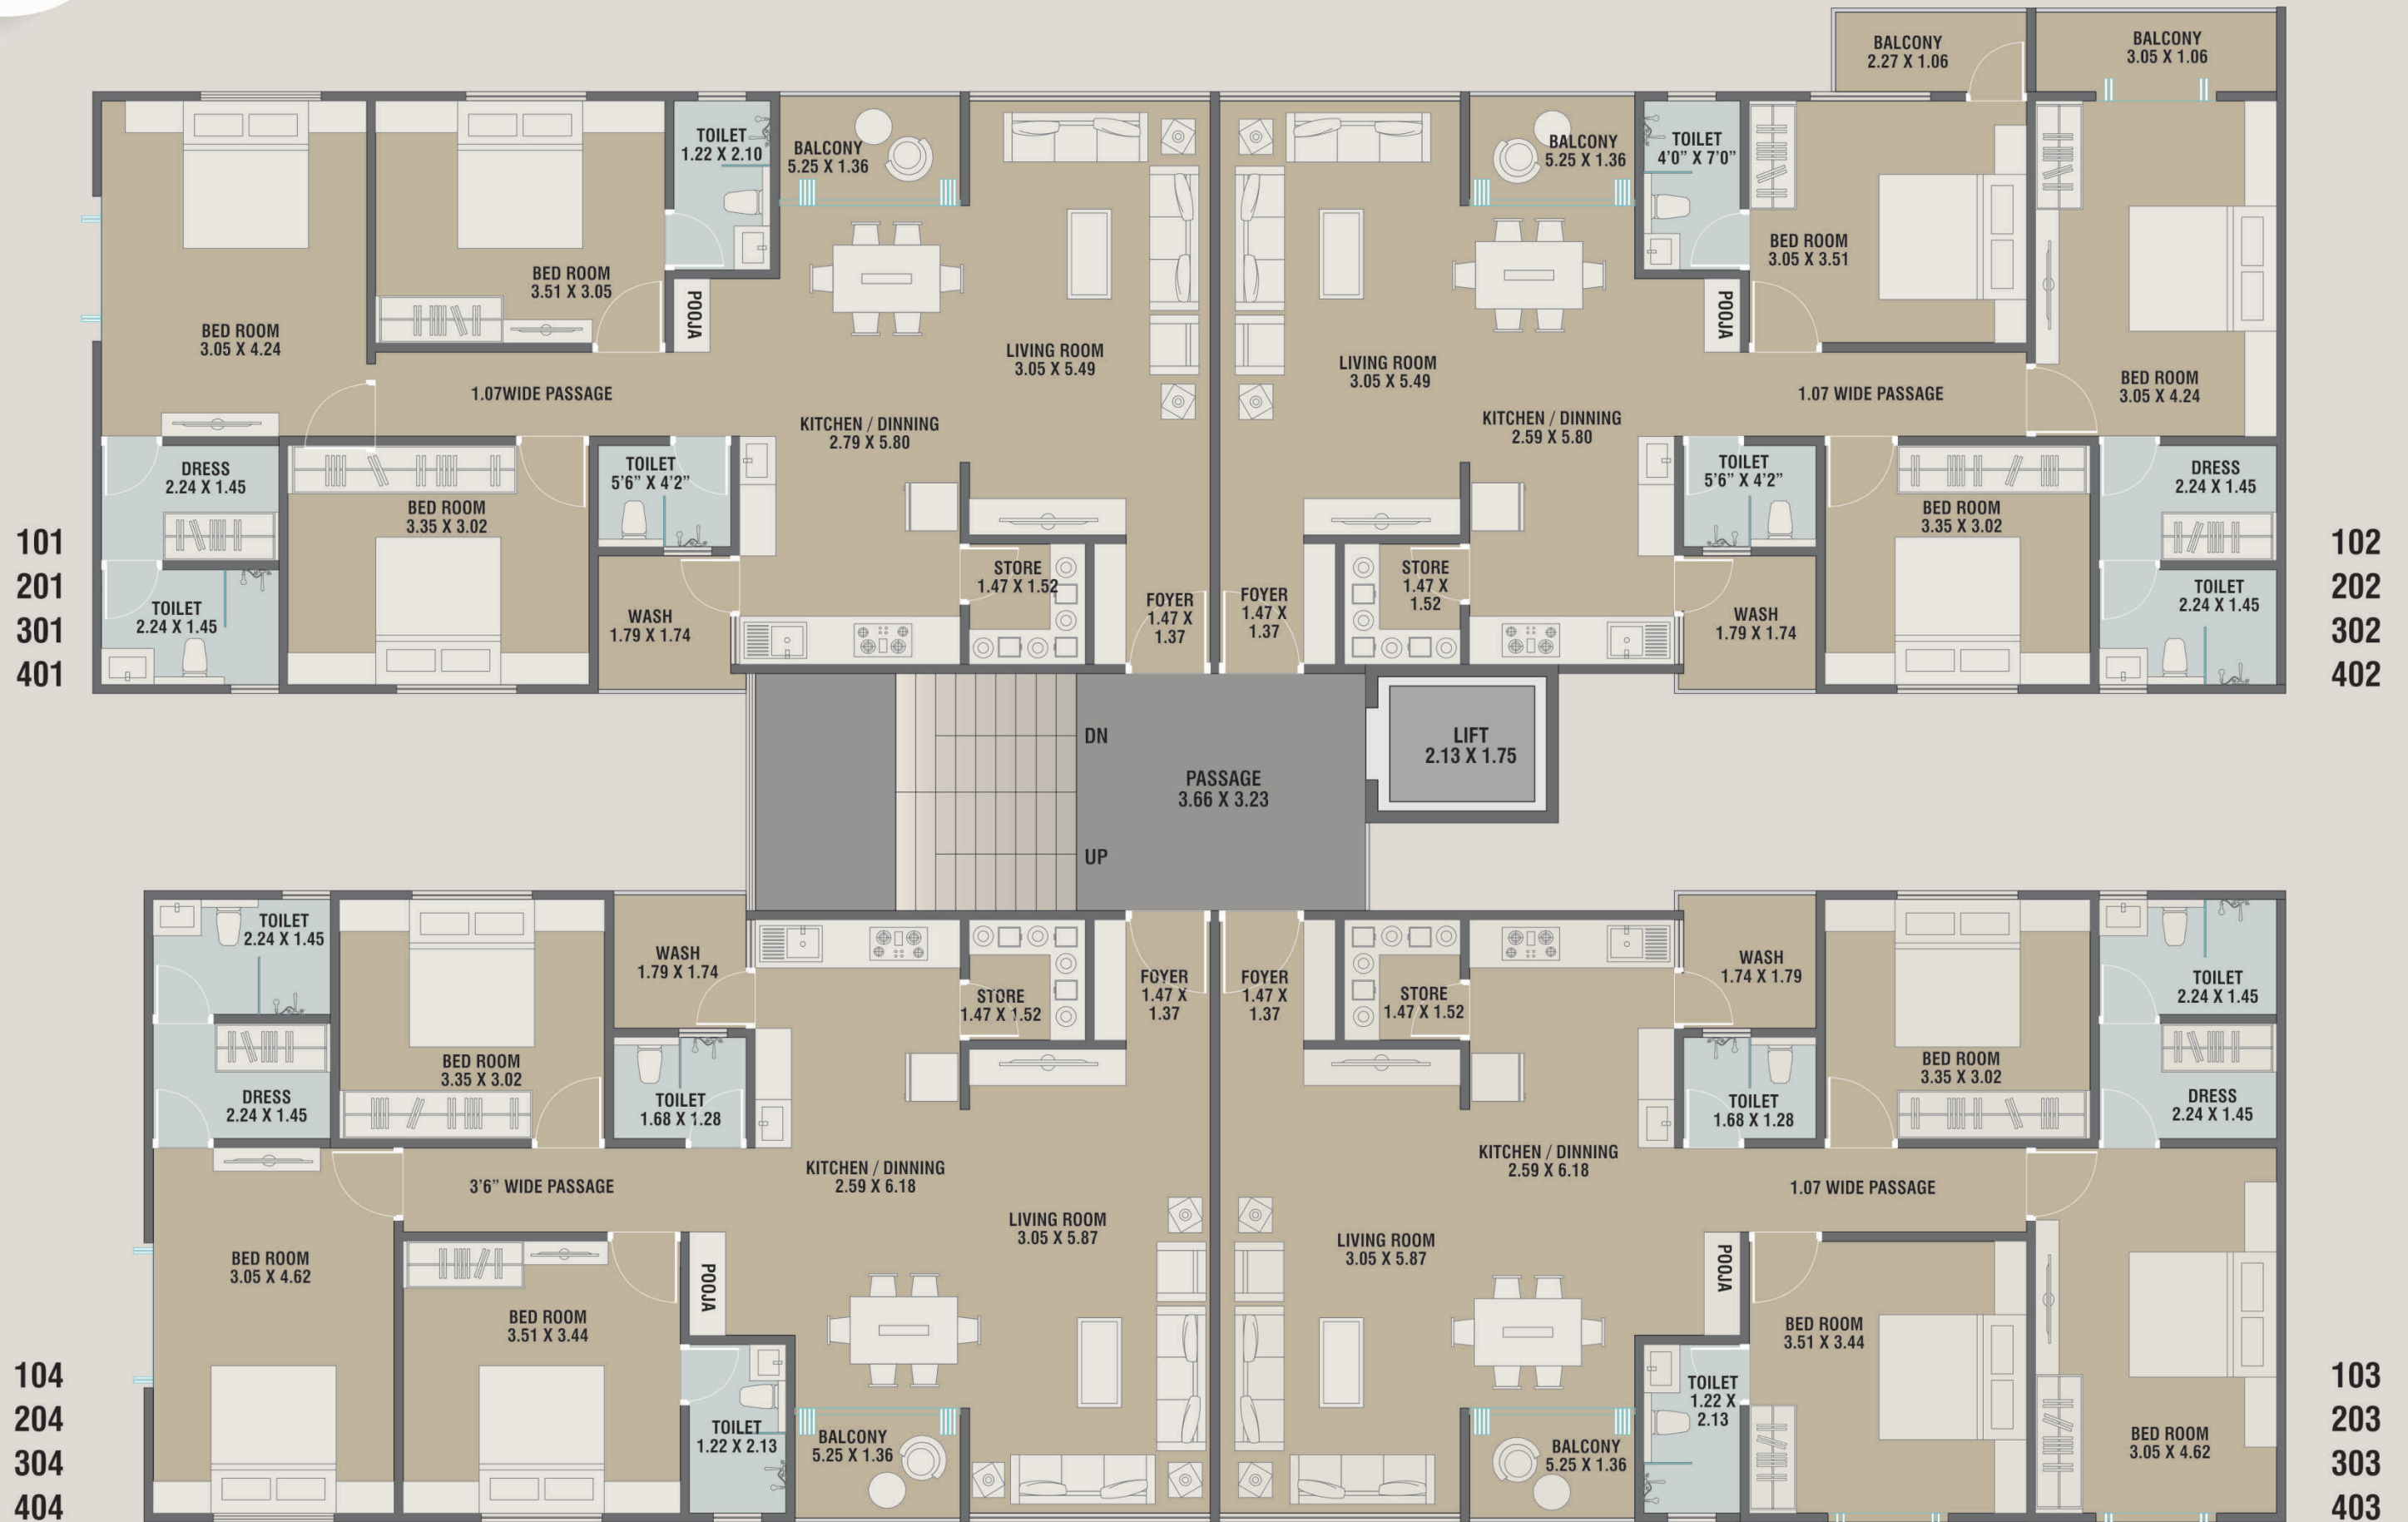 BALCONY
2.27 X 1.06
BALCONY
3.05 X 1.06
TOILET
1.22 X 2.10
BALCONY
5.25 X 1.36
BALCONY
5.25 X 1.36
TOILET
4'0" X 7'0"
BED ROOM
3.51 X 3.05
POOJA
BED ROOM
3.05 X 4.24
LIVING ROOM
3.05 X 5.49
LIVING ROOM
3.05 X 5.49
POOJA
BED ROOM
3.05 X 3.51
BED ROOM
3.05 X 4.24
1.07WIDE PASSAGE
KITCHEN / DINNING
2.79 X 5.80
KITCHEN / DINNING
2.59 X 5.80
1.07 WIDE PASSAGE
DRESS
2.24 X 1.45
BED ROOM
3.35 X 3.02
TOILET
5'6" X 4'2"
TOILET
5'6" X 4'2"
BED ROOM
3.35 X 3.02
DRESS
2.24 X 1.45
TOILET
2.24 X 1.45
WASH
1.79 X 1.74
STORE
1.47 X 1.52
FOYER
1.47 X
1.37
FOYER
1.47 X
1.37
STORE
1.47 X
1.52
WASH
1.79 X 1.74
TOILET
2.24 X 1.45
101
201
301
401
102
202
302
402
DN
UP
PASSAGE
3.66 X 3.23
LIFT
2.13 X 1.75
TOILET
2.24 X 1.45
WASH
1.79 X 1.74
STORE
1.47 X 1.52
FOYER
1.47 X
1.37
FOYER
1.47 X
1.37
STORE
1.47 X 1.52
WASH
1.74 X 1.79
TOILET
2.24 X 1.45
DRESS
2.24 X 1.45
BED ROOM
3.35 X 3.02
TOILET
1.68 X 1.28
TOILET
1.68 X 1.28
BED ROOM
3.35 X 3.02
DRESS
2.24 X 1.45
3'6" WIDE PASSAGE
KITCHEN / DINNING
2.59 X 6.18
KITCHEN / DINNING
2.59 X 6.18
1.07 WIDE PASSAGE
BED ROOM
3.05 X 4.62
BED ROOM
3.51 X 3.44
POOJA
LIVING ROOM
3.05 X 5.87
LIVING ROOM
3.05 X 5.87
POOJA
BED ROOM
3.51 X 3.44
BED ROOM
3.05 X 4.62
TOILET
1.22 X 2.13
BALCONY
5.25 X 1.36
BALCONY
5.25 X 1.36
TOILET
1.22 X
2.13
104
204
304
404
103
203
303
403